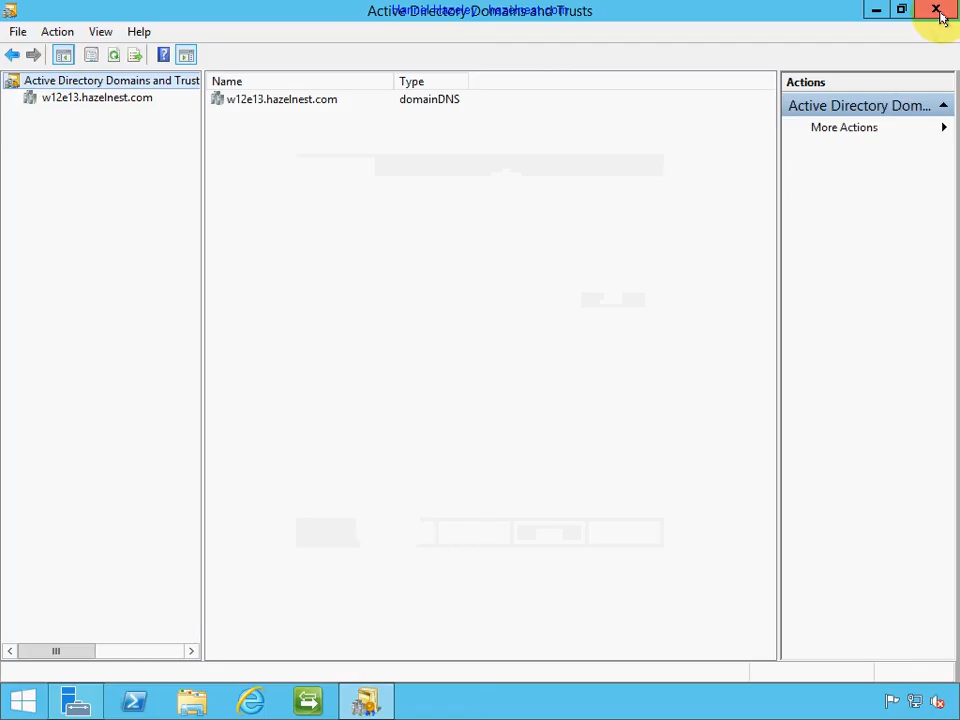 Active Directory Domains and Trusts
File Action View Help
Active Directory Domains and Trust
w12e13.hazelnest.com
Name Type
w12e13.hazelnest.com domainDNS
Actions
Active Directory Dom...
More Actions